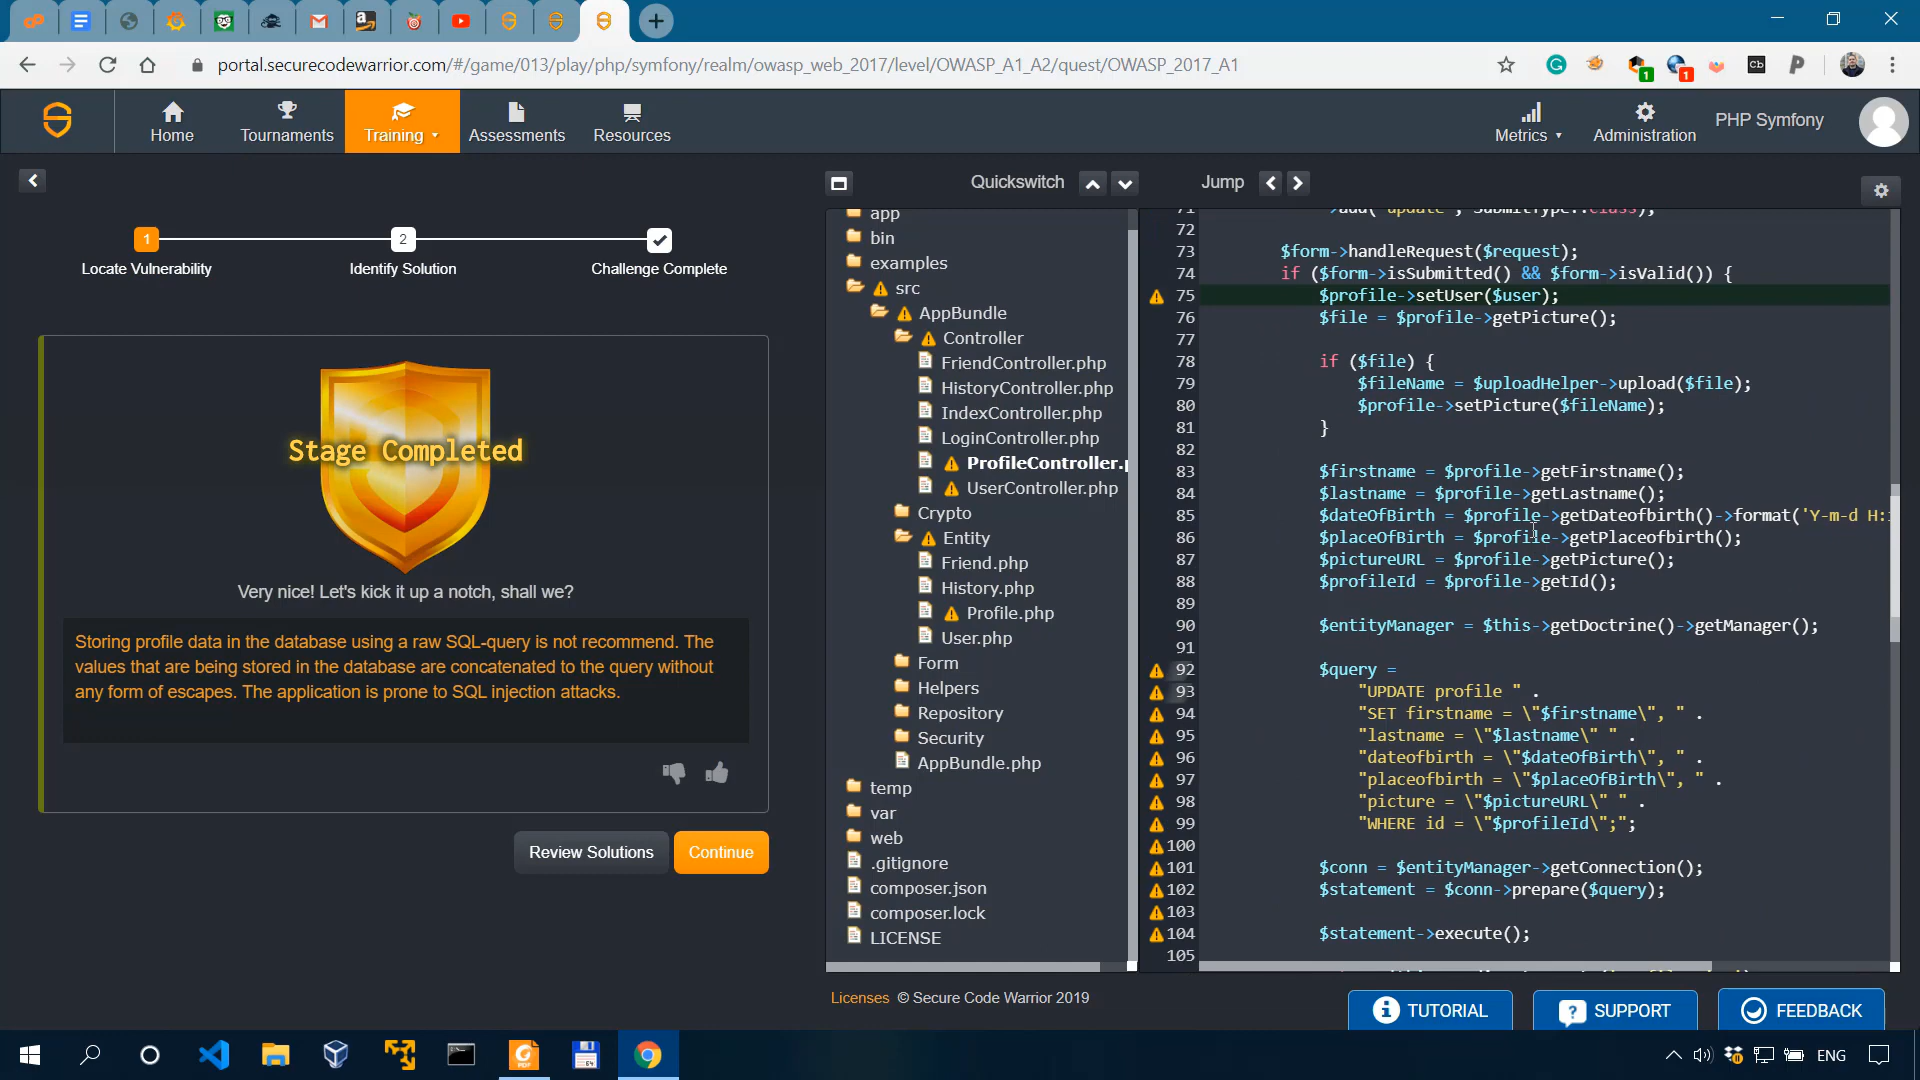 portal.securecodewarrior.com/#/game/013/play/php/symfony/realm/owasp_web_2017/level/OWASP_A1_A2/quest/OWASP_2017_A1
1
1
Cb
Home
Tournaments
Training
Assessments
Resources
Metrics
Administration
PHP Symfony
1
2
Locate Vulnerability
Identify Solution
Challenge Complete
Stage Completed
Very nice! Let's kick it up a notch, shall we?
Storing profile data in the database using a raw SQL-query is not recommend. The
values that are being stored in the database are concatenated to the query without
any form of escapes. The application is prone to SQL injection attacks.
Review Solutions
Continue
Quickswitch
Jump
app
bin
examples
src
AppBundle
Controller
FriendController.php
HistoryController.php
IndexController.php
LoginController.php
ProfileController.p
UserController.php
Crypto
Entity
Friend.php
History.php
Profile.php
User.php
Form
Helpers
Repository
Security
AppBundle.php
temp
var
web
.gitignore
composer.json
composer.lock
LICENSE
71 ->add('update', SubmitType::class);
72
73 $form->handleRequest($request);
74 if ($form->isSubmitted() && $form->isValid()) {
75 $profile->setUser($user);
76 $file = $profile->getPicture();
77
78 if ($file) {
79 $fileName = $uploadHelper->upload($file);
80 $profile->setPicture($fileName);
81 }
82
83 $firstname = $profile->getFirstname();
84 $lastname = $profile->getLastname();
85 $dateOfBirth = $profile->getDateofbirth()->format('Y-m-d H:
86 $placeOfBirth = $profile->getPlaceofbirth();
87 $pictureURL = $profile->getPicture();
88 $profileId = $profile->getId();
89
90 $entityManager = $this->getDoctrine()->getManager();
91
92 $query =
93 "UPDATE profile " .
94 "SET firstname = \"$firstname\", " .
95 "lastname = \"$lastname\" " .
96 "dateofbirth = \"$dateOfBirth\", " .
97 "placeofbirth = \"$placeOfBirth\", " .
98 "picture = \"$pictureURL\" " .
99 "WHERE id = \"$profileId\";";
100
101 $conn = $entityManager->getConnection();
102 $statement = $conn->prepare($query);
103
104 $statement->execute();
105
Licenses © Secure Code Warrior 2019
TUTORIAL
SUPPORT
FEEDBACK
ENG